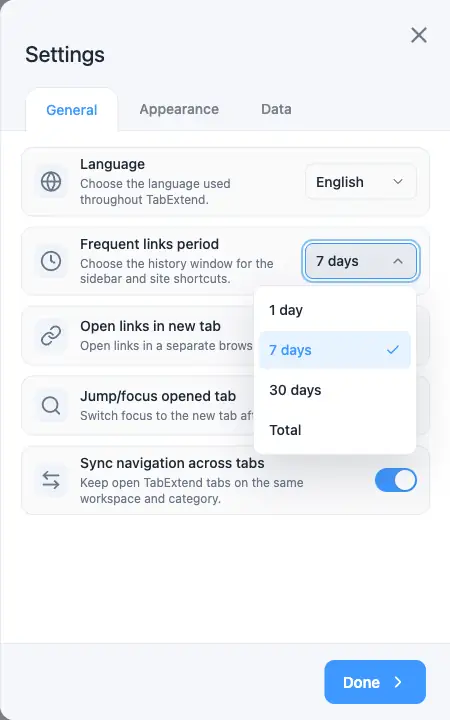 Settings
General
Appearance
Data
Language
Choose the language used
throughout TabExtend.
English
Frequent links period
Choose the history window for the
sidebar and site shortcuts.
7 days
1 day
7 days
30 days
Total
Open links in new tab
Open links in a separate
Jump/focus opened tab
Switch focus to the new tab
Sync navigation across tabs
Keep open TabExtend tabs on the same
workspace and category.
Done